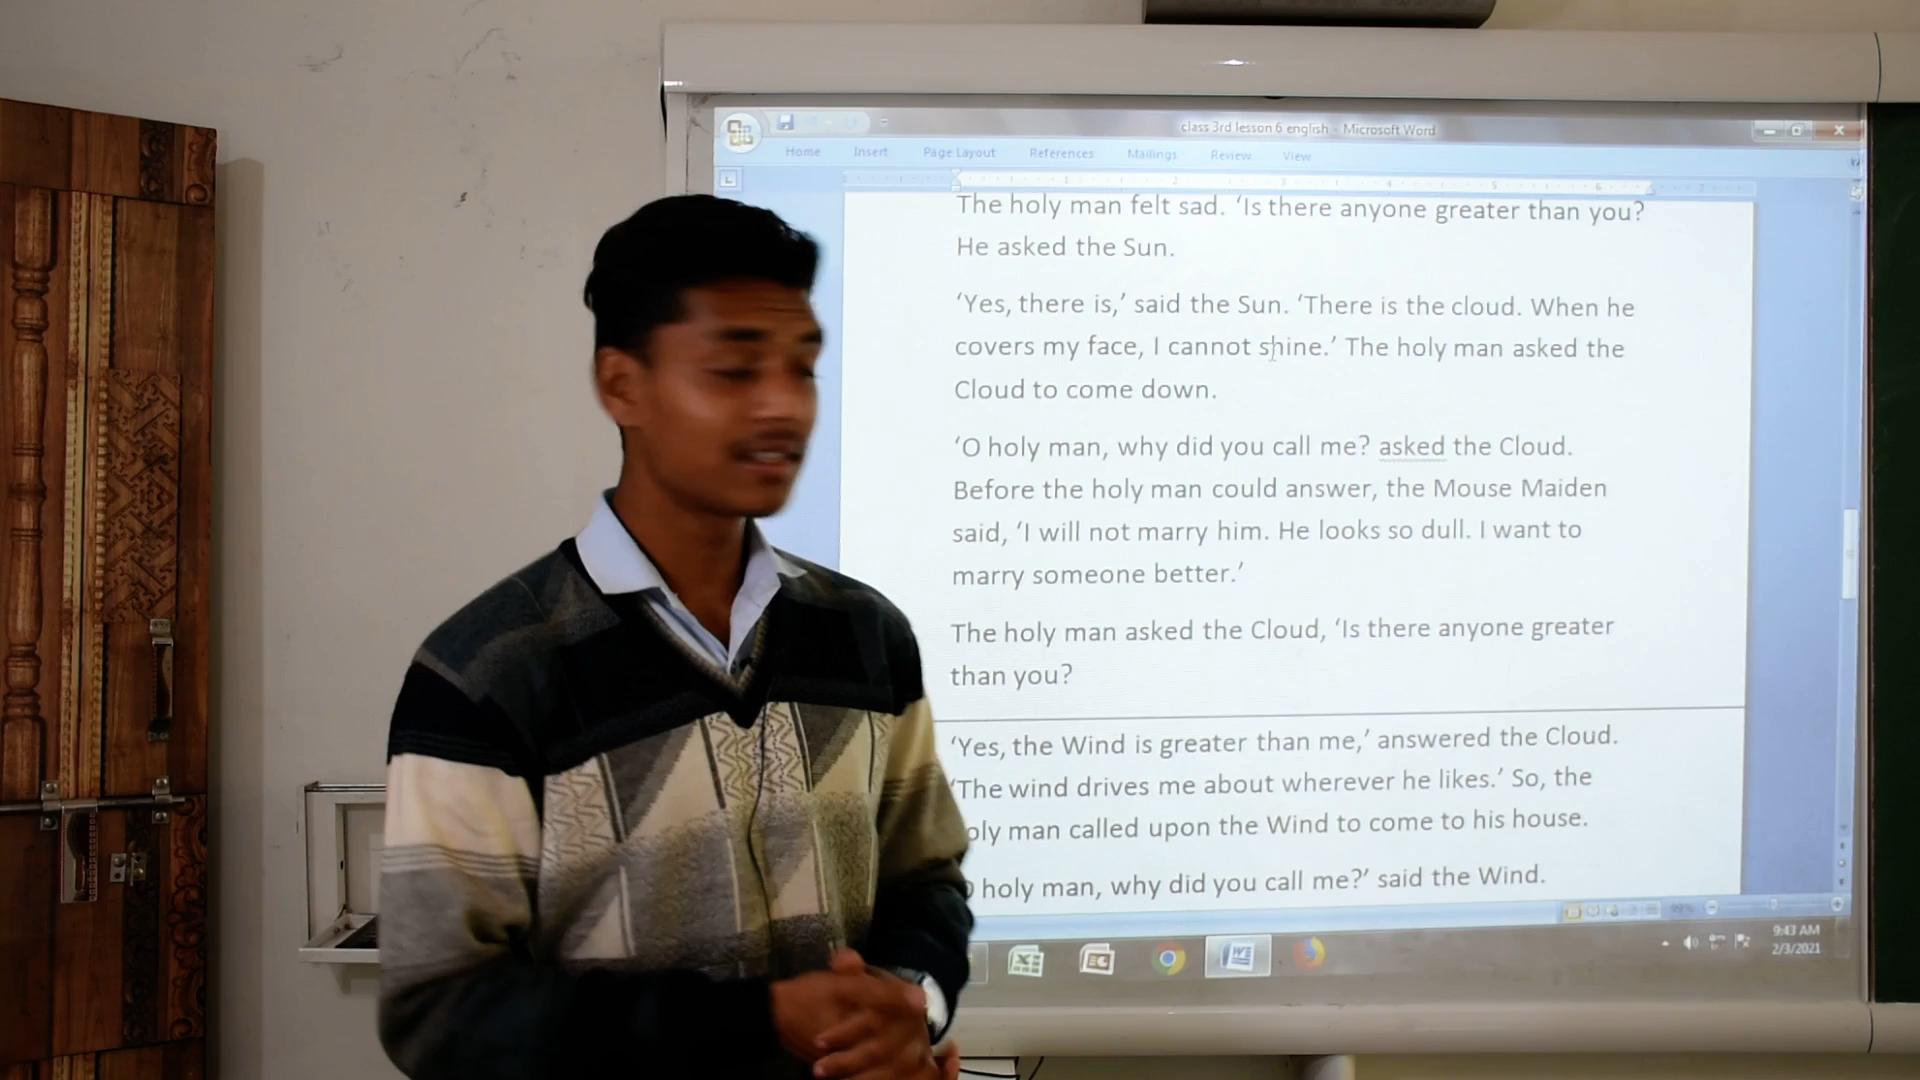 class 3rd lesson 6 english - Microsoft Word
Home Insert Page Layout References Mailings Review View
The holy man felt sad. ‘Is there anyone greater than you?
He asked the Sun.
‘Yes, there is,’ said the Sun. ‘There is the cloud. When he
covers my face, I cannot shine.’ The holy man asked the
Cloud to come down.
‘O holy man, why did you call me? asked the Cloud.
Before the holy man could answer, the Mouse Maiden
said, ‘I will not marry him. He looks so dull. I want to
marry someone better.’
The holy man asked the Cloud, ‘Is there anyone greater
than you?
‘Yes, the Wind is greater than me,’ answered the Cloud.
‘The wind drives me about wherever he likes.’ So, the
oly man called upon the Wind to come to his house.
holy man, why did you call me?’ said the Wind.
9:43 AM
2/3/2021